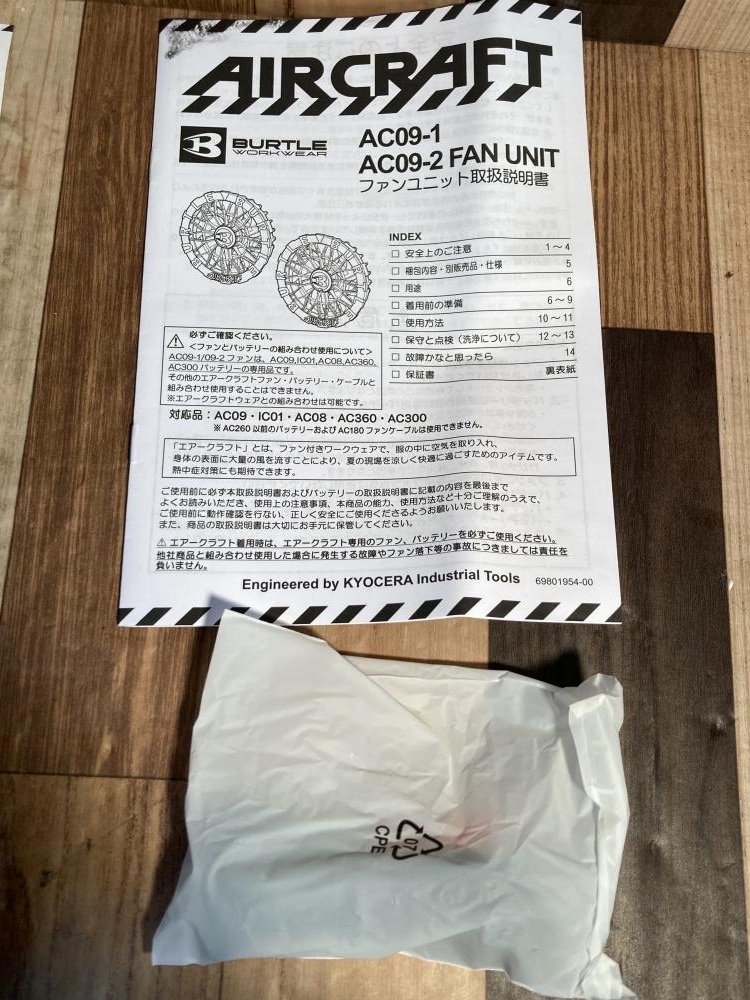 AIRCRAFT
BURTLE
WORKWEAR
AC09-1
AC09-2 FAN UNIT
ファンユニット取扱説明書
INDEX
□ 安全上のご注意 1～4
□ 梱包内容・別販売品・仕様 5
□ 用途 6
□ 着用前の準備 6～9
□ 使用方法 10～11
□ 保守と点検（洗浄について） 12～13
□ 故障かなと思ったら 14
□ 保証書 裏表紙
必ずご確認ください。
＜ファンとバッテリーの組み合わせ使用について＞
AC09-1/09-2 ファンは、AC09,IC01,AC08,AC360,
AC300 バッテリーの専用品です。
その他のエアークラフトファン・バッテリー・ケーブルと
組み合わせ使用することはできません。
※エアークラフトウェアとの組み合わせは可能です。
対応品：AC09・IC01・AC08・AC360・AC300
※ AC260 以前のバッテリーおよび AC180 ファンケーブルは使用できません。
「エアークラフト」とは、ファン付きワークウェアで、服の中に空気を取り入れ、
身体の表面に大量の風を流すことにより、夏の現場を涼しく快適に過ごすためのアイテムです。
熱中症対策にも期待できます。
ご使用前に必ず本取扱説明書およびバッテリーの取扱説明書に記載の内容を最後まで
よくお読みいただき、使用上の注意事項、本商品の能力、使用方法など十分ご理解のうえで、
ご使用前に動作確認を行ない、正しく安全にご使用くださるようお願いいたします。
また、商品の取扱説明書は大切にお手元に保管してください。
⚠ エアークラフト着用時は、エアークラフト専用のファン、バッテリーを必ずご使用ください。
他社商品と組み合わせ使用した場合に発生する故障やファン落下等の事故につきましては責任を
負いません。
Engineered by KYOCERA Industrial Tools 69801954-00
07
CPE